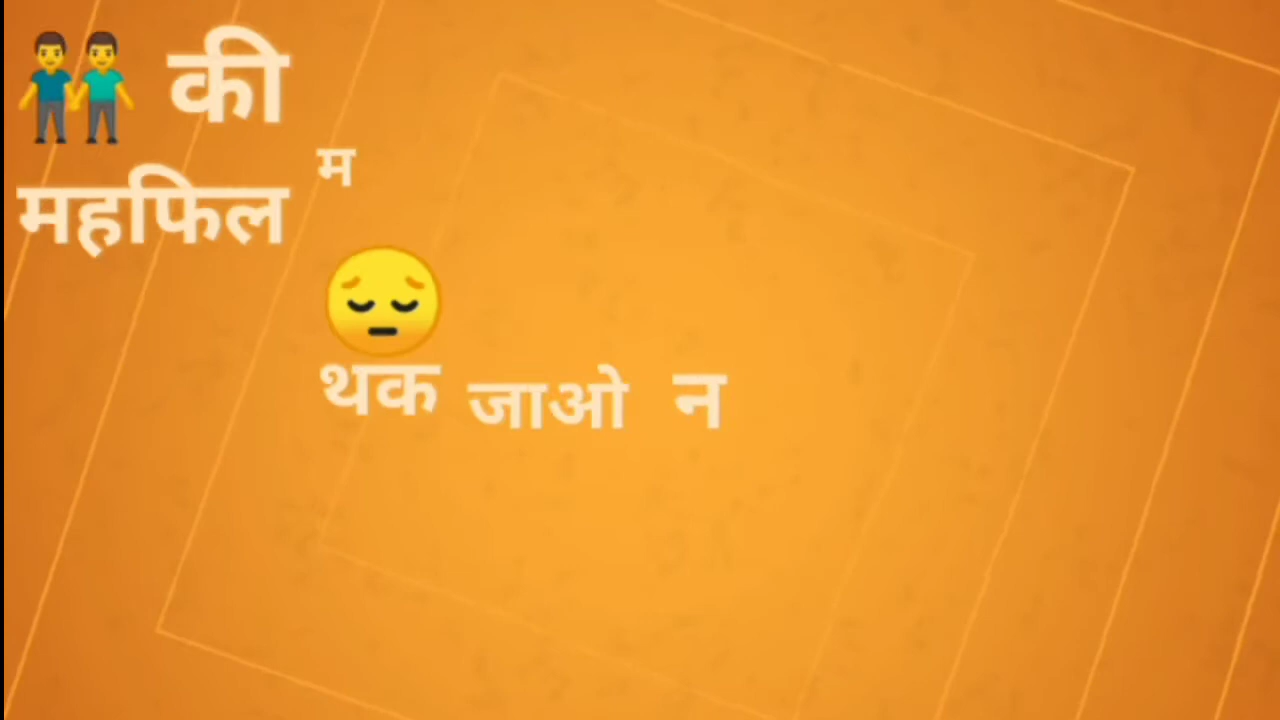 👬 की
महफिल म
😔
थक जाओ न